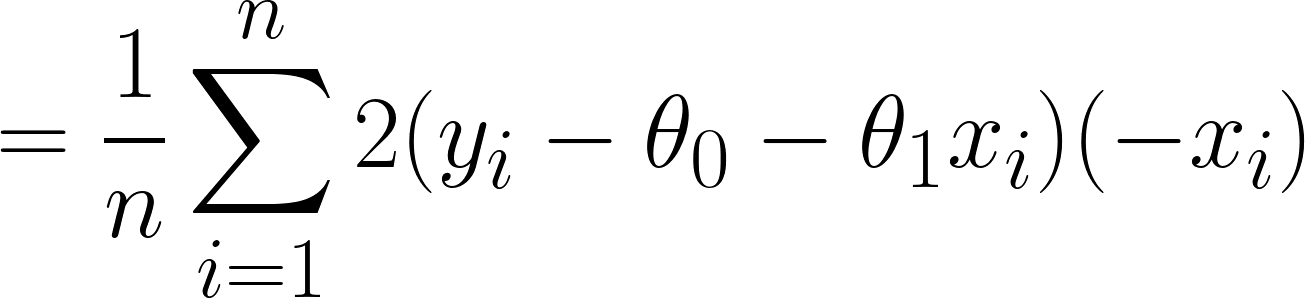 = \frac{1}{n} \sum_{i=1}^{n} 2(y_i - \theta_0 - \theta_1 x_i)(-x_i)